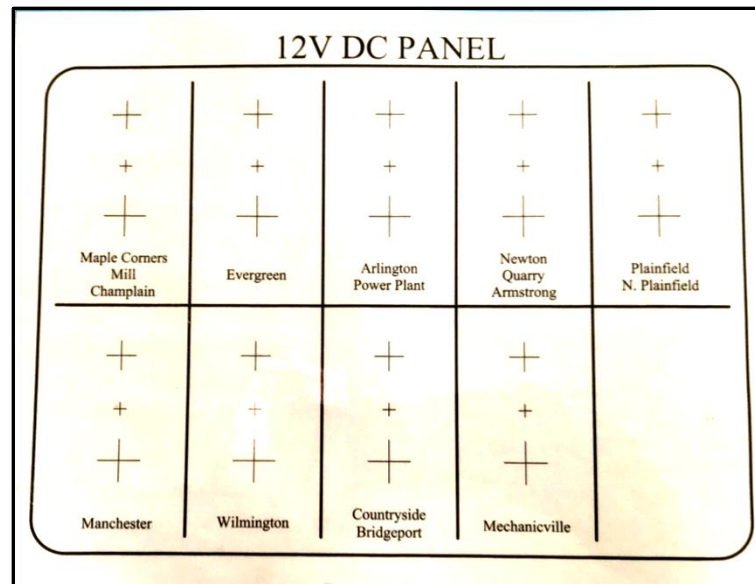 12V DC PANEL
Maple Corners
Mill
Champlain
Evergreen
Arlington
Power Plant
Newton
Quarry
Armstrong
Plainfield
N. Plainfield
Manchester
Wilmington
Countryside
Bridgeport
Mechanicville